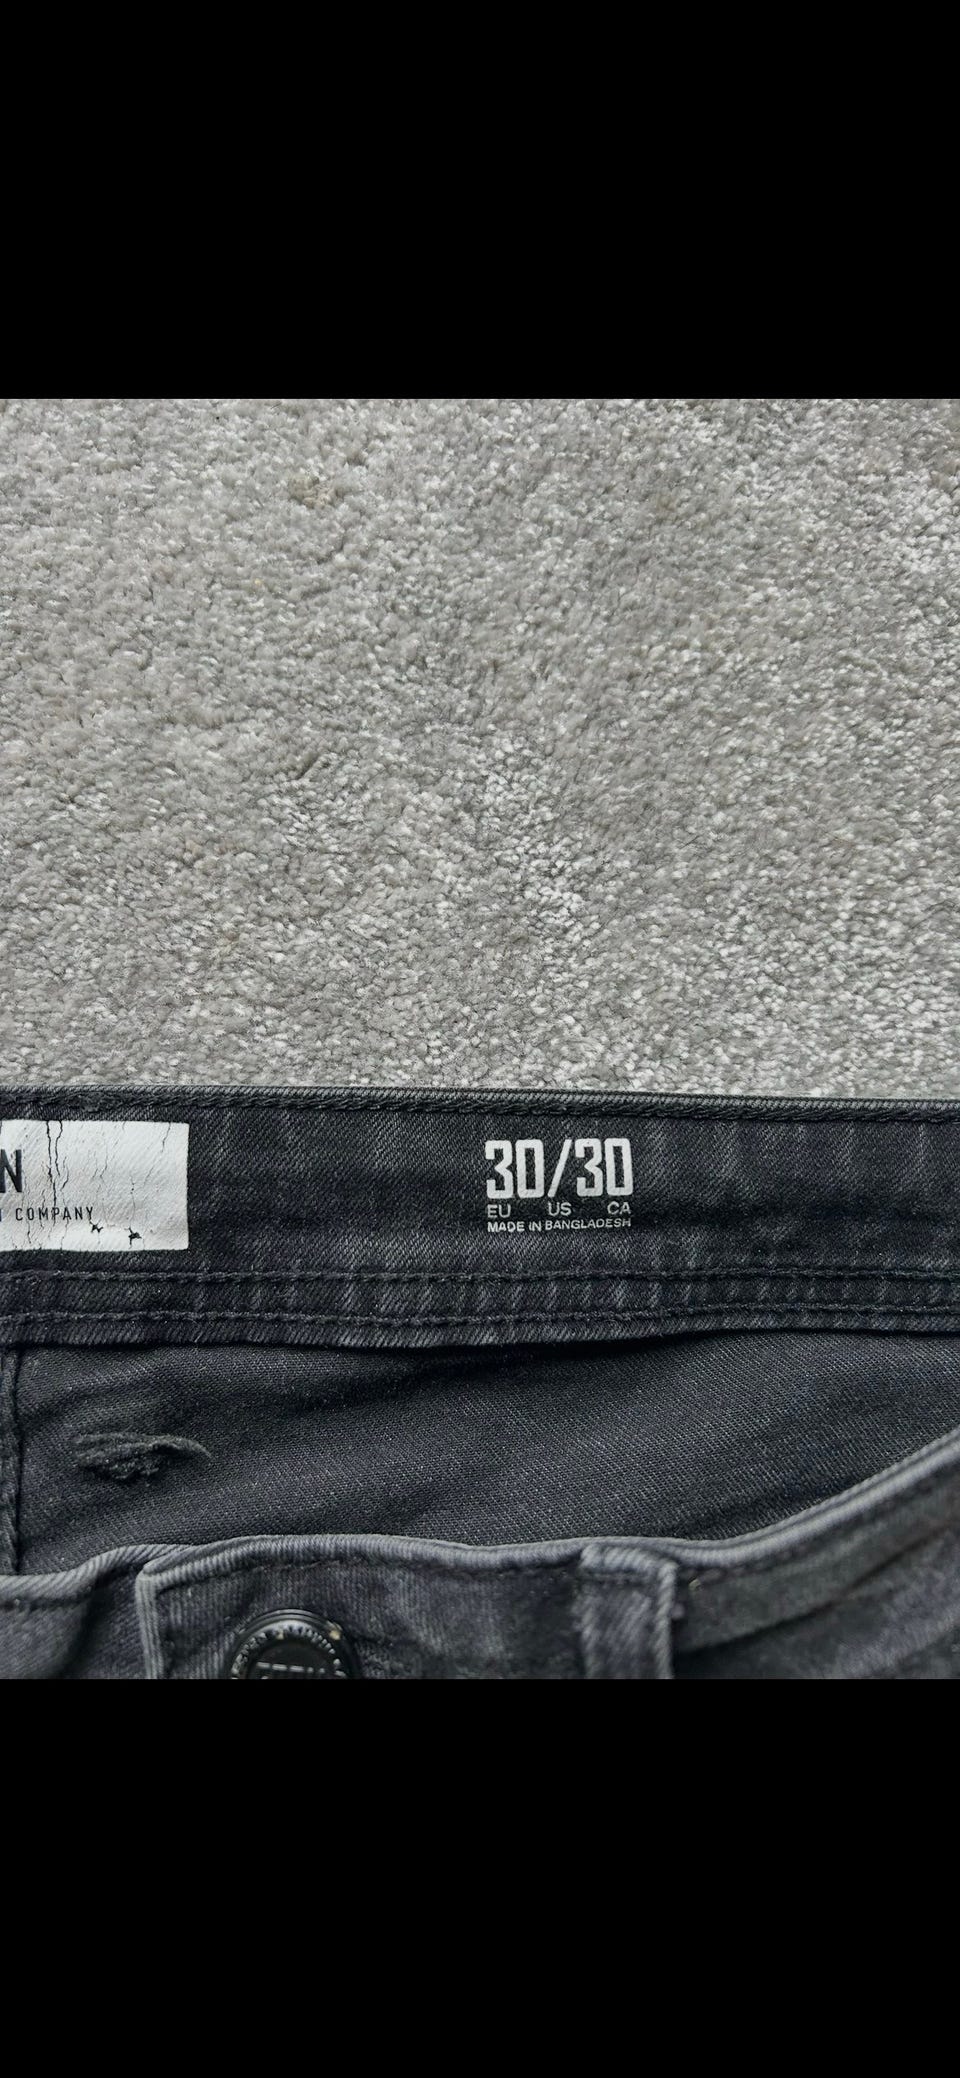 N
COMPANY
30/30
EU US CA
MADE IN BANGLADESH